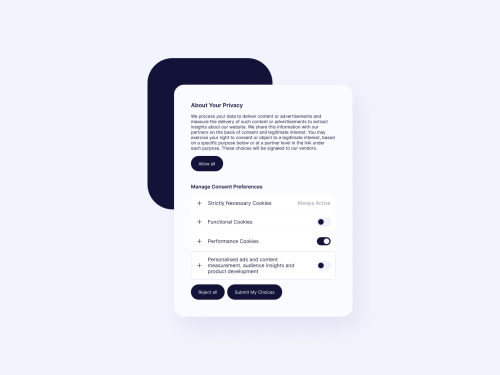 About Your Privacy
We process your data to deliver content or advertisements and
measure the delivery of such content or advertisements to extract
insights about our website. We share this information with our
partners on the basis of consent and legitimate interest. You may
exercise your right to consent or object to a legitimate interest, based
on a specific purpose below or at a partner level in the link under
each purpose. These choices will be signaled to our vendors.
Allow all
Manage Consent Preferences
Strictly Necessary Cookies Always Active
Functional Cookies
Performance Cookies
Personalised ads and content
measurement, audience insights and
product development
Reject all Submit My Choices